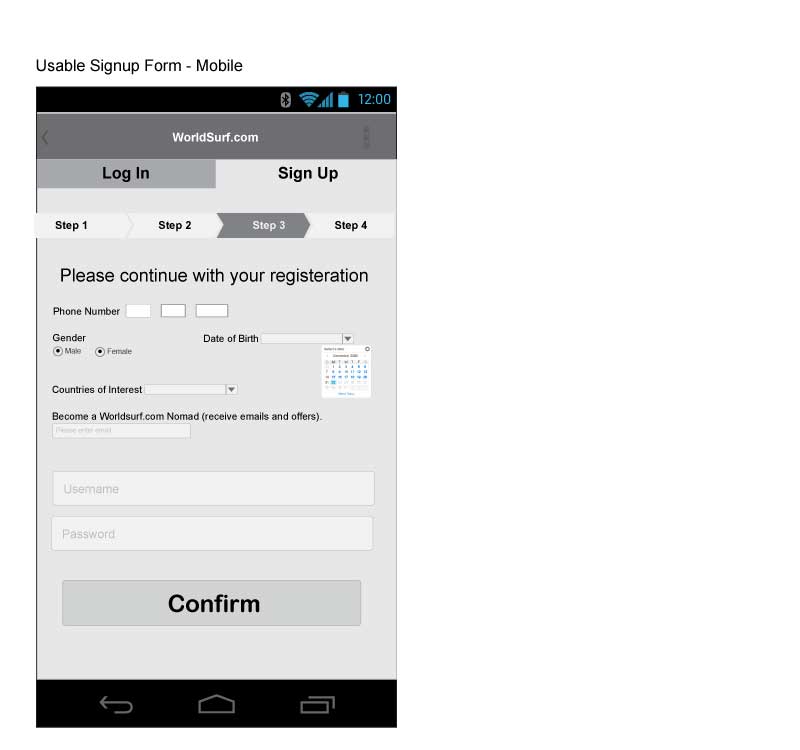 Usable Signup Form - Mobile
12:00
WorldSurf.com
Log In Sign Up
Step 1 Step 2 Step 3 Step 4
Please continue with your registeration
Phone Number
Gender Date of Birth
Male Female
Countries of Interest
Become a Worldsurf.com Nomad (receive emails and offers).
Please enter email
Username
Password
Confirm